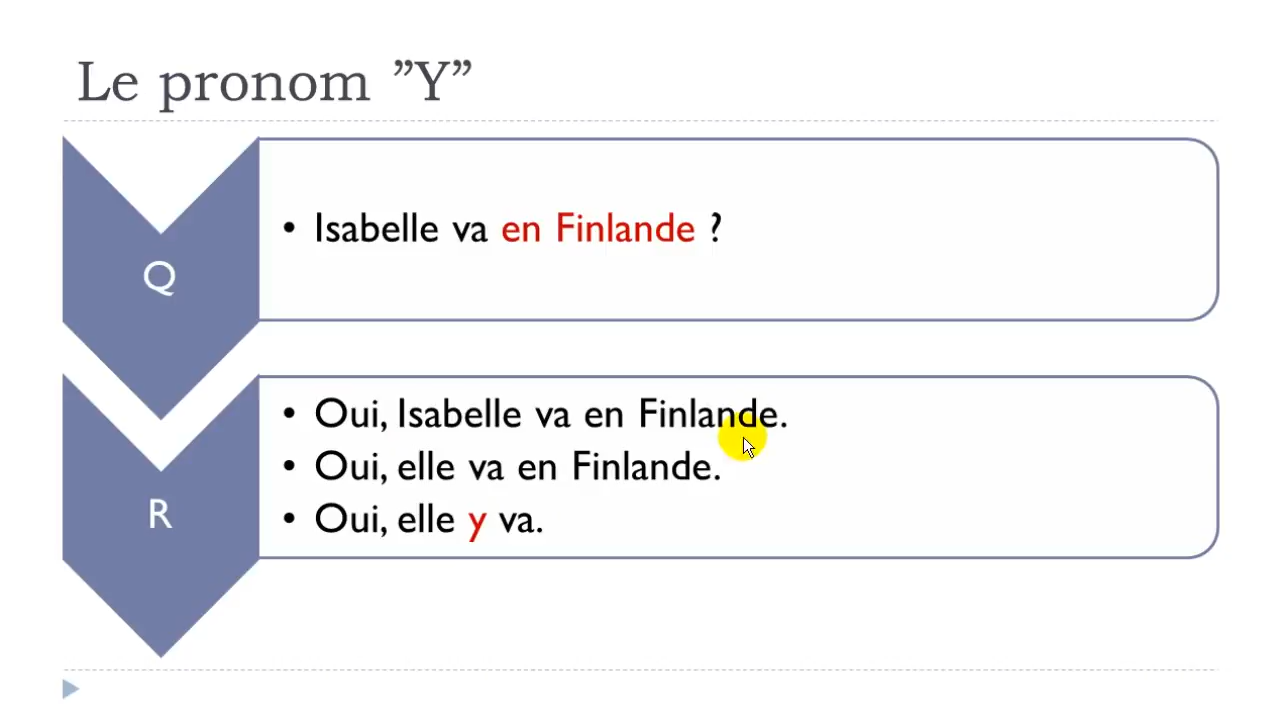 Le pronom ”Y”
Q
• Isabelle va en Finlande ?
R
• Oui, Isabelle va en Finlande.
• Oui, elle va en Finlande.
• Oui, elle y va.